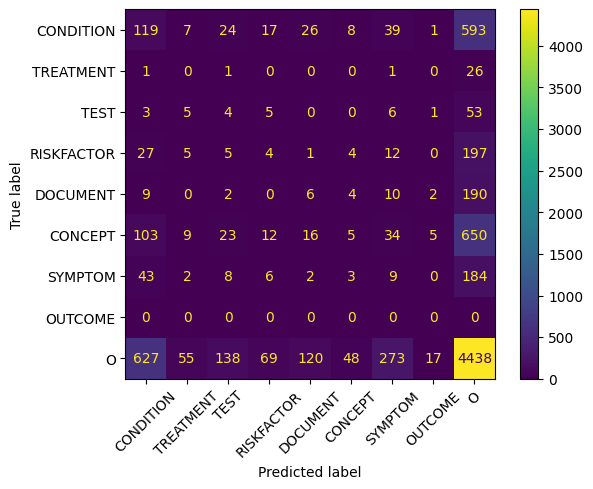 CONDITION 119 7 24 17 26 8 39 1 593
TREATMENT 1 0 1 0 0 0 1 0 26
TEST 3 5 4 5 0 0 6 1 53
RISKFACTOR 27 5 5 4 1 4 12 0 197
DOCUMENT 9 0 2 0 6 4 10 2 190
CONCEPT 103 9 23 12 16 5 34 5 650
SYMPTOM 43 2 8 6 2 3 9 0 184
OUTCOME 0 0 0 0 0 0 0 0 0
O 627 55 138 69 120 48 273 17 4438
CONDITION TREATMENT TEST RISKFACTOR DOCUMENT CONCEPT SYMPTOM OUTCOME O
Predicted label
True label
4000
3500
3000
2500
2000
1500
1000
500
0